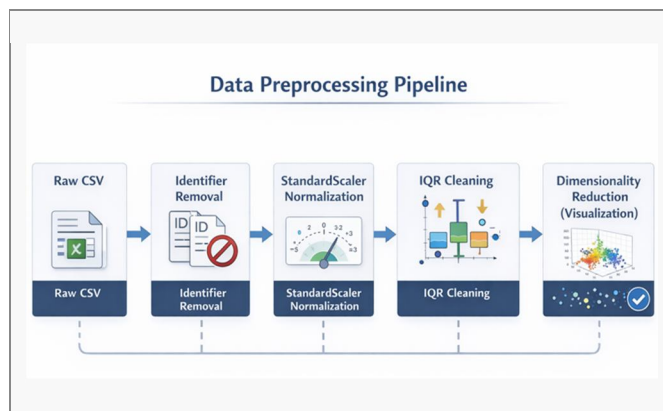 Data Preprocessing Pipeline
Raw CSV
Identifier
Removal
StandardScaler
Normalization
IQR Cleaning
Dimensionality
Reduction
(Visualization)
X
ID
ID
Raw CSV
Identifier
Removal
StandardScaler
Normalization
IQR Cleaning